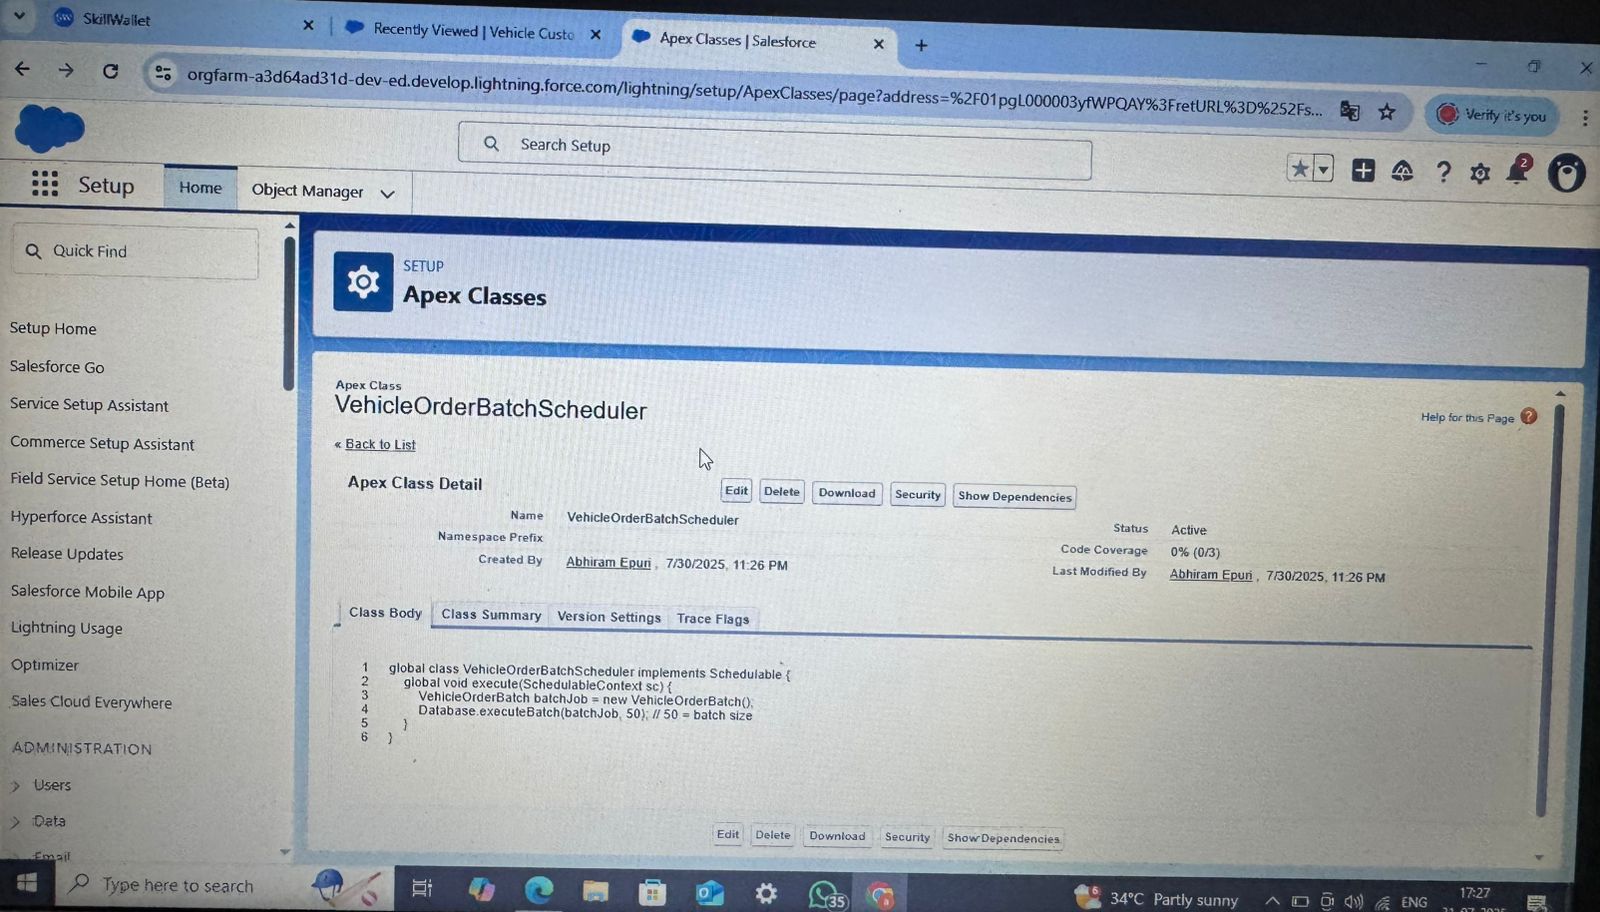 SkillWallet
Recently Viewed | Vehicle Custo
Apex Classes | Salesforce
orgfarm-a3d64ad31d-dev-ed.develop.lightning.force.com/lightning/setup/ApexClasses/page?address=%2F01pgL000003yfWPQAY%3FretURL%3D%252Fs...
Verify it's you
Search Setup
2
Setup
Home
Object Manager
Quick Find
Setup Home
Salesforce Go
Service Setup Assistant
Commerce Setup Assistant
Field Service Setup Home (Beta)
Hyperforce Assistant
Release Updates
Salesforce Mobile App
Lightning Usage
Optimizer
Sales Cloud Everywhere
ADMINISTRATION
Users
Data
Email
SETUP
Apex Classes
Apex Class
VehicleOrderBatchScheduler
Help for this Page ?
« Back to List
Apex Class Detail
Edit Delete Download Security Show Dependencies
Name VehicleOrderBatchScheduler
Status Active
Namespace Prefix
Code Coverage 0% (0/3)
Created By Abhiram Epuri , 7/30/2025, 11:26 PM
Last Modified By Abhiram Epuri , 7/30/2025, 11:26 PM
Class Body Class Summary Version Settings Trace Flags
1 global class VehicleOrderBatchScheduler implements Schedulable {
2 global void execute(SchedulableContext sc) {
3 VehicleOrderBatch batchJob = new VehicleOrderBatch();
4 Database.executeBatch(batchJob, 50); // 50 = batch size
5 }
6 }
Edit Delete Download Security Show Dependencies
Type here to search
35
6
34°C Partly sunny
ENG
17:27